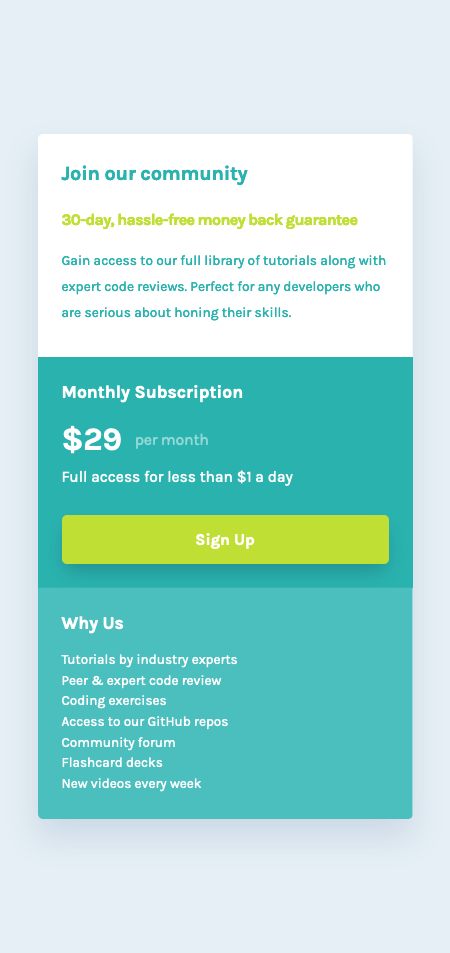 Join our community
30-day, hassle-free money back guarantee
Gain access to our full library of tutorials along with
expert code reviews. Perfect for any developers who
are serious about honing their skills.
Monthly Subscription
$29 per month
Full access for less than $1 a day
Sign Up
Why Us
Tutorials by industry experts
Peer & expert code review
Coding exercises
Access to our GitHub repos
Community forum
Flashcard decks
New videos every week